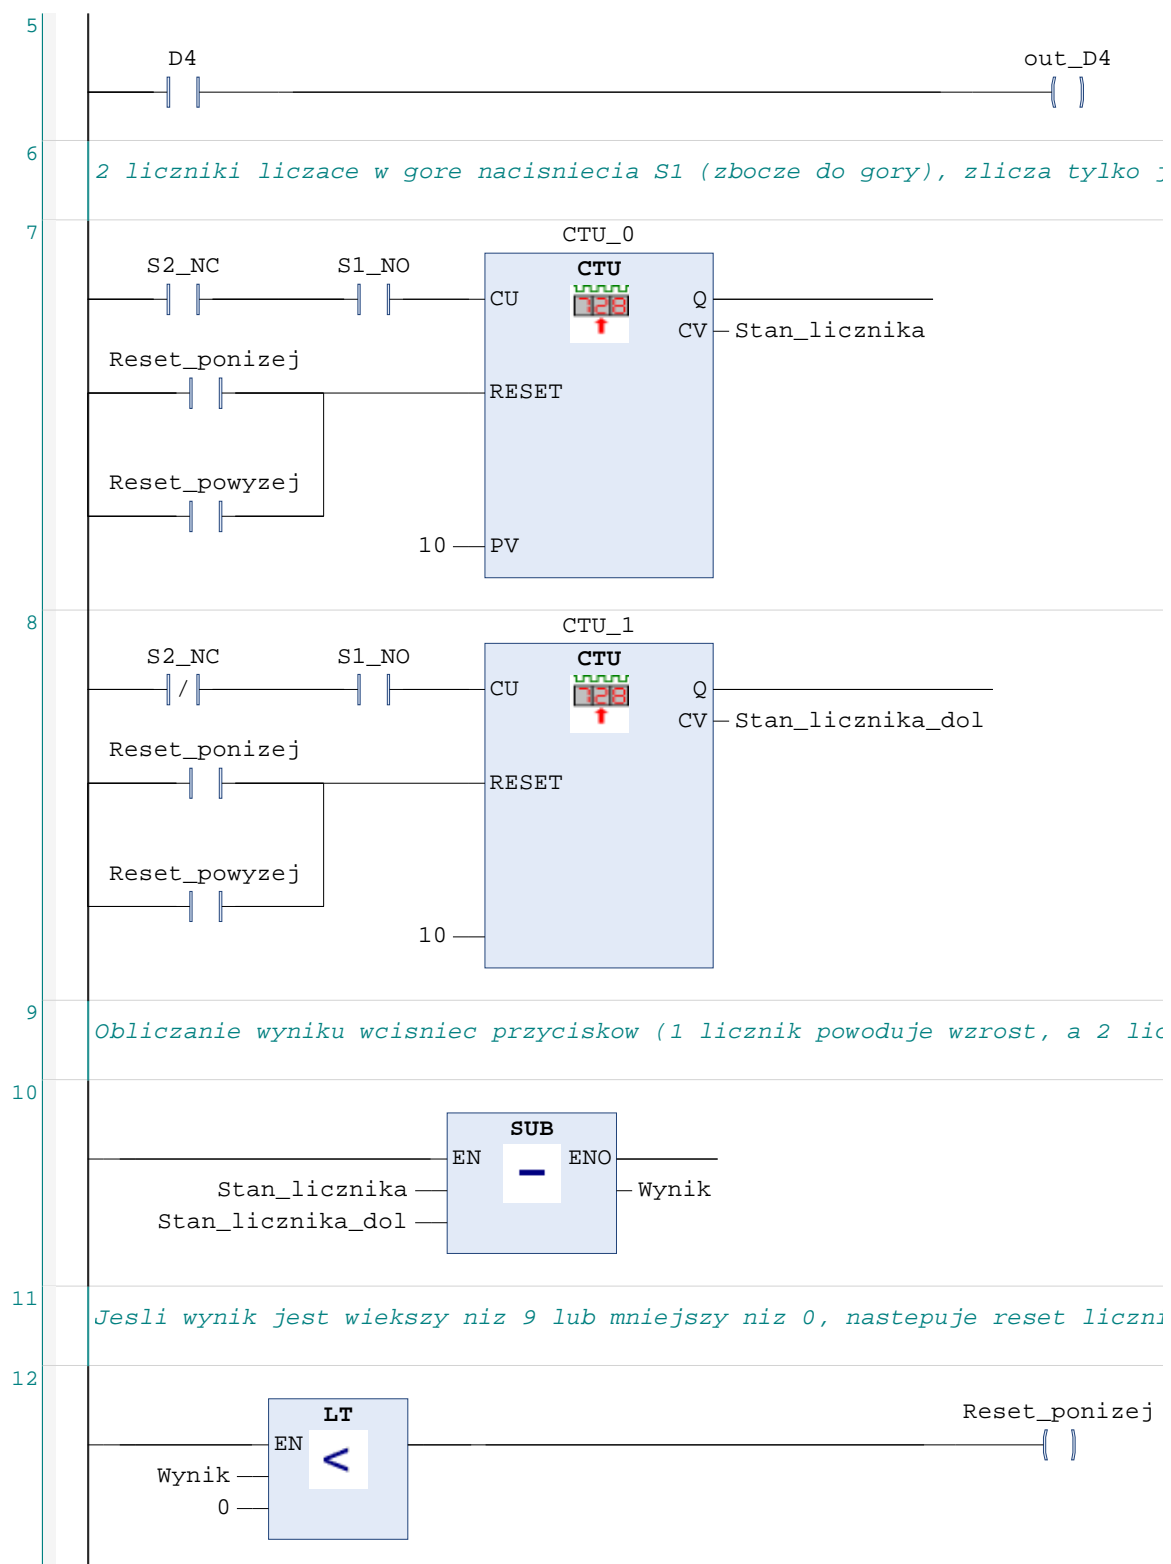 5
D4
out_D4
6
2 liczniki liczace w gore nacisniecia S1 (zbocze do gory), zlicza tylko
7
CTU_0
S2_NC
S1_NO
CTU
728
CU
Q
CV
Stan_licznika
Reset_ponizej
RESET
Reset_powyzej
10
PV
8
CTU_1
S2_NC
S1_NO
CTU
728
/
CU
Q
CV
Stan_licznika_dol
Reset_ponizej
RESET
Reset_powyzej
10
9
Obliczanie wyniku wcisniec przyciskow (1 licznik powoduje wzrost, a 2
10
SUB
EN
ENO
–
Stan_licznika
Wynik
Stan_licznika_dol
11
Jesli wynik jest wiekszy niz 9 lub mniejszy niz 0, nastepuje reset
12
LT
Reset_ponizej
EN
<
Wynik
0